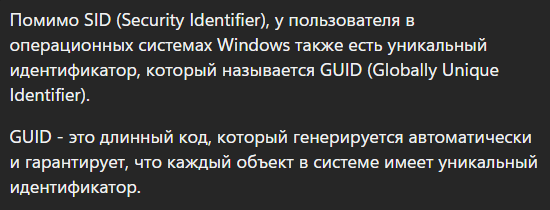 Помимо SID (Security Identifier), у пользователя в
операционных системах Windows также есть уникальный
идентификатор, который называется GUID (Globally Unique
Identifier).
GUID - это длинный код, который генерируется автоматически
и гарантирует, что каждый объект в системе имеет уникальный
идентификатор.